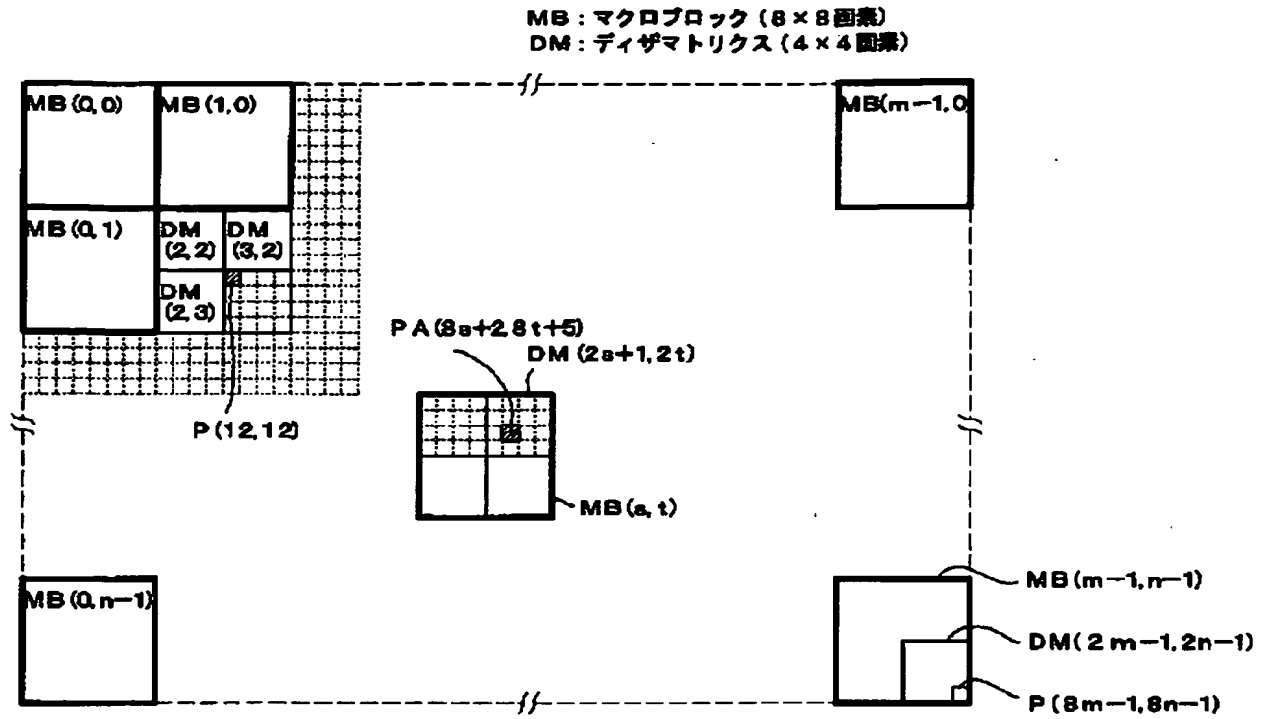 MB:マクロブロック(8×8画素)
DM:ディザマトリクス(4×4画素)
MB(0,0)
MB(1,0)
MB(m-1,0)
MB(0,1)
DM
(2,2)
DM
(3,2)
DM
(2,3)
PA(8s+2,8t+5)
DM(2s+1,2t)
P(12,12)
MB(s,t)
MB(0,n-1)
MB(m-1,n-1)
DM(2m-1,2n-1)
P(8m-1,8n-1)